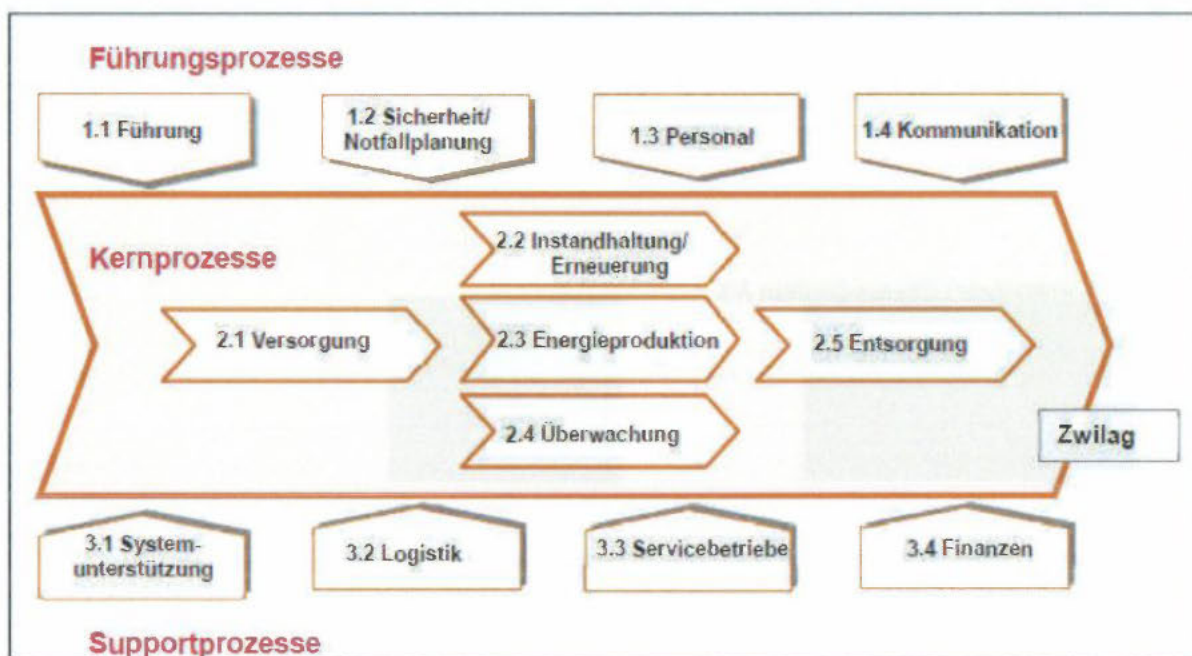 Führungsprozesse
1.1 Führung
1.2 Sicherheit/
Notfallplanung
1.3 Personal
1.4 Kommunikation
Kernprozesse
2.2 Instandhaltung/
Erneuerung
2.1 Versorgung
2.3 Energieproduktion
2.5 Entsorgung
2.4 Überwachung
Zwilag
3.1 System-
unterstützung
3.2 Logistik
3.3 Servicebetriebe
3.4 Finanzen
Supportprozesse